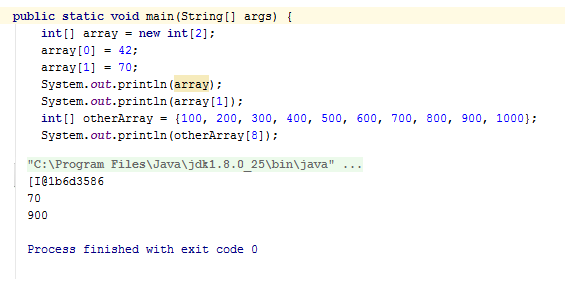 public static void main(String[] args) {
int[] array = new int[2];
array[0] = 42;
array[1] = 70;
System.out.println(array);
System.out.println(array[1]);
int[] otherArray = {100, 200, 300, 400, 500, 600, 700, 800, 900, 1000};
System.out.println(otherArray[8]);
"C:\Program Files\Java\jdk1.8.0_25\bin\java" ...
[I@1b6d3586
70
900
Process finished with exit code 0